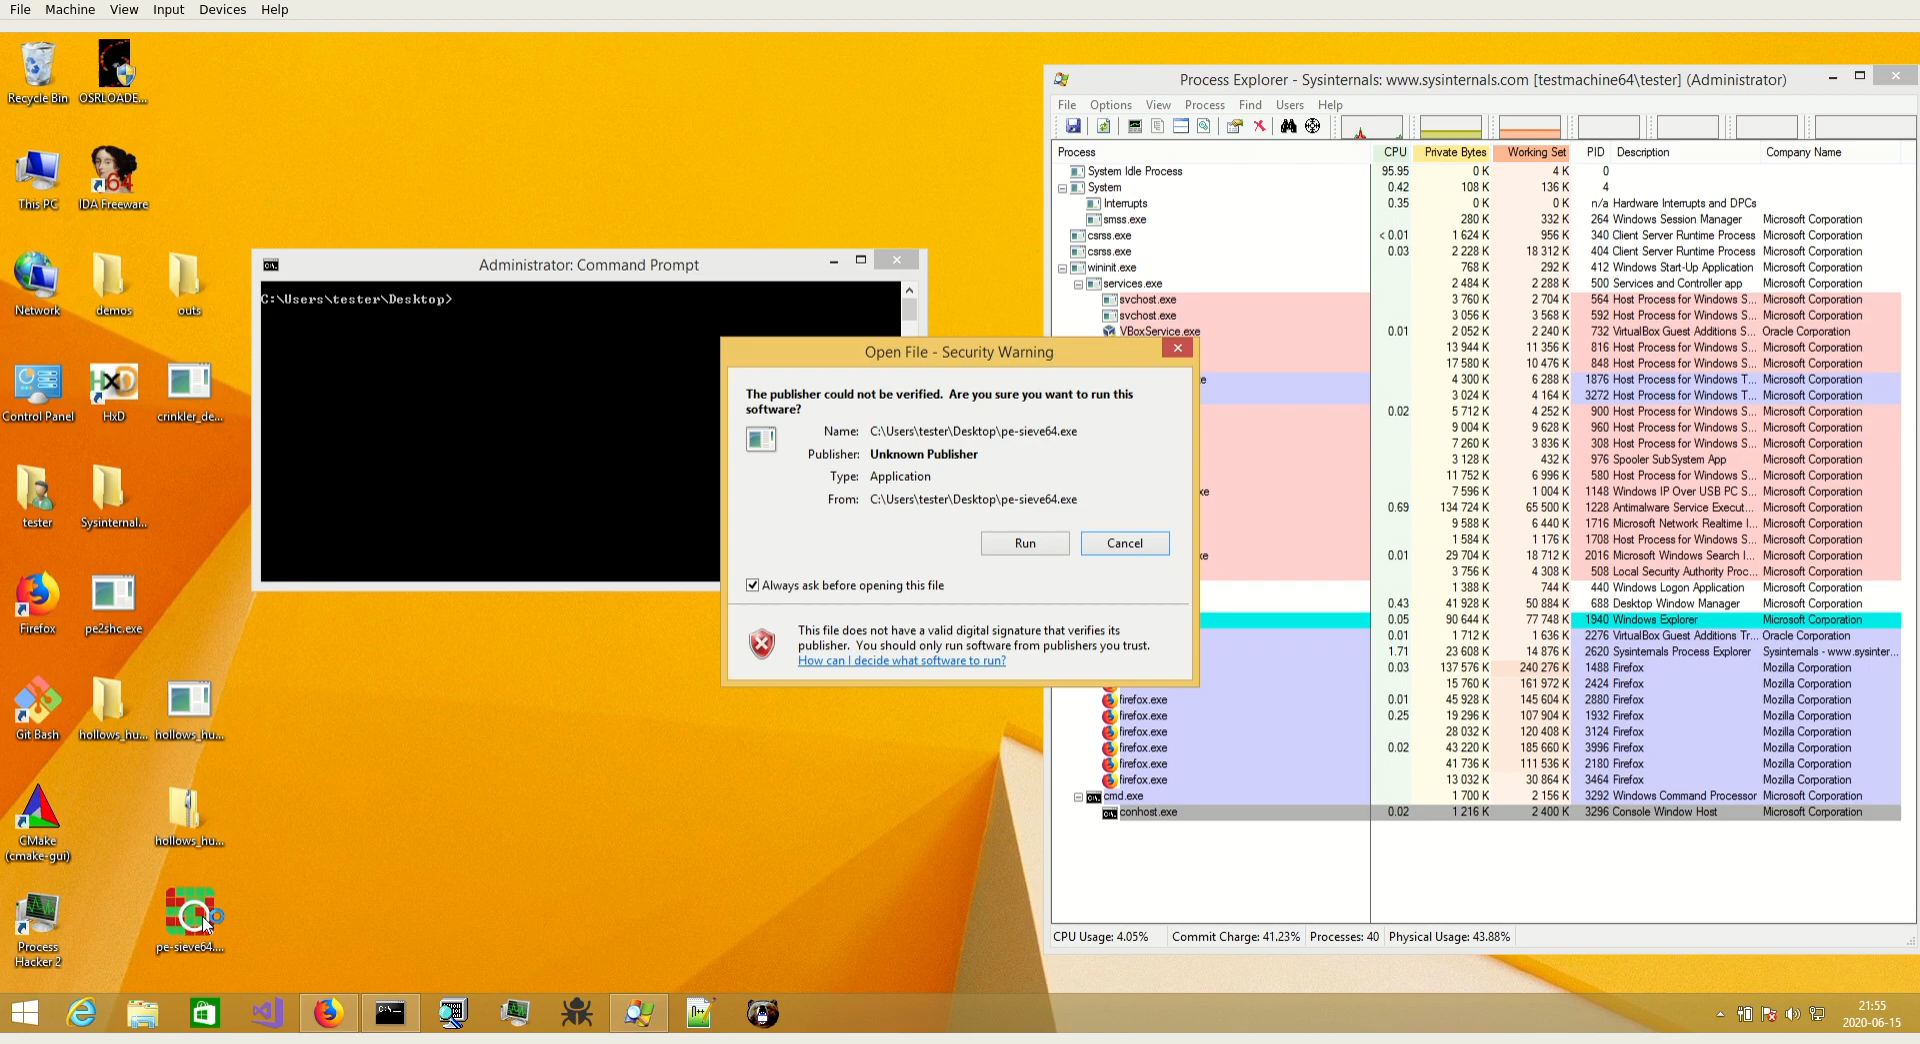 File Machine View Input Devices Help
Recycle Bin
OSRLOADE...
This PC
IDA Freeware
64
Network
demos
outs
Control Panel
HxD
HxD
crinkler_de...
tester
Sysinternal...
Firefox
pe2shc.exe
Git Bash
hollows_hu...
hollows_hu...
CMake
(cmake-gui)
hollows_hu...
Process
Hacker 2
pe-sieve64....
Administrator: Command Prompt
C:\Users\tester\Desktop>
Open File - Security Warning
The publisher could not be verified. Are you sure you want to run this
software?
Name: C:\Users\tester\Desktop\pe-sieve64.exe
Publisher: Unknown Publisher
Type: Application
From: C:\Users\tester\Desktop\pe-sieve64.exe
Run Cancel
Always ask before opening this file
This file does not have a valid digital signature that verifies its
publisher. You should only run software from publishers you trust.
How can I decide what software to run?
Process Explorer - Sysinternals: www.sysinternals.com [testmachine64\tester] (Administrator)
File Options View Process Find Users Help
Process CPU Private Bytes Working Set PID Description Company Name
System Idle Process 95.95 0 K 4 K 0
System 0.42 108 K 136 K 4
Interrupts 0.35 0 K 0 K n/a Hardware Interrupts and DPCs
smss.exe 280 K 332 K 264 Windows Session Manager Microsoft Corporation
csrss.exe < 0.01 1 624 K 956 K 340 Client Server Runtime Process Microsoft Corporation
csrss.exe 0.03 2 228 K 18 312 K 404 Client Server Runtime Process Microsoft Corporation
wininit.exe 768 K 292 K 412 Windows Start-Up Application Microsoft Corporation
services.exe 2 484 K 2 288 K 500 Services and Controller app Microsoft Corporation
svchost.exe 3 760 K 2 704 K 564 Host Process for Windows S... Microsoft Corporation
svchost.exe 3 056 K 3 568 K 592 Host Process for Windows S... Microsoft Corporation
VBoxService.exe 0.01 2 052 K 2 240 K 732 VirtualBox Guest Additions S... Oracle Corporation
13 944 K 11 356 K 816 Host Process for Windows S... Microsoft Corporation
17 580 K 10 476 K 848 Host Process for Windows S... Microsoft Corporation
e 4 300 K 6 288 K 1876 Host Process for Windows T... Microsoft Corporation
3 024 K 4 164 K 3272 Host Process for Windows T... Microsoft Corporation
0.02 5 712 K 4 252 K 900 Host Process for Windows S... Microsoft Corporation
9 004 K 9 628 K 960 Host Process for Windows S... Microsoft Corporation
7 260 K 3 836 K 308 Host Process for Windows S... Microsoft Corporation
3 128 K 432 K 976 Spooler SubSystem App Microsoft Corporation
11 752 K 6 996 K 580 Host Process for Windows S... Microsoft Corporation
xe 7 596 K 1 004 K 1148 Windows IP Over USB PC S... Microsoft Corporation
0.69 134 724 K 65 500 K 1228 Antimalware Service Execut... Microsoft Corporation
9 588 K 6 440 K 1716 Microsoft Network Realtime I... Microsoft Corporation
1 584 K 1 176 K 1708 Host Process for Windows S... Microsoft Corporation
xe 0.01 29 704 K 18 712 K 2016 Microsoft Windows Search I... Microsoft Corporation
3 756 K 4 308 K 508 Local Security Authority Proc... Microsoft Corporation
1 388 K 744 K 440 Windows Logon Application Microsoft Corporation
0.43 41 928 K 50 884 K 688 Desktop Window Manager Microsoft Corporation
0.05 90 644 K 77 748 K 1940 Windows Explorer Microsoft Corporation
0.01 1 712 K 1 636 K 2276 VirtualBox Guest Additions Tr... Oracle Corporation
1.71 23 608 K 14 876 K 2620 Sysinternals Process Explorer Sysinternals - www.sysinter...
0.03 137 576 K 240 276 K 1488 Firefox Mozilla Corporation
15 760 K 161 972 K 2424 Firefox Mozilla Corporation
firefox.exe 0.01 45 928 K 145 604 K 2880 Firefox Mozilla Corporation
firefox.exe 0.25 19 296 K 107 904 K 1932 Firefox Mozilla Corporation
firefox.exe 28 032 K 120 408 K 3124 Firefox Mozilla Corporation
firefox.exe 0.02 43 220 K 185 660 K 3996 Firefox Mozilla Corporation
firefox.exe 41 736 K 111 536 K 2180 Firefox Mozilla Corporation
firefox.exe 13 032 K 30 864 K 3464 Firefox Mozilla Corporation
cmd.exe 1 700 K 2 156 K 3292 Windows Command Processor Microsoft Corporation
conhost.exe 0.02 1 216 K 2 400 K 3296 Console Window Host Microsoft Corporation
CPU Usage: 4.05% Commit Charge: 41.23% Processes: 40 Physical Usage: 43.88%
21:55
2020-06-15